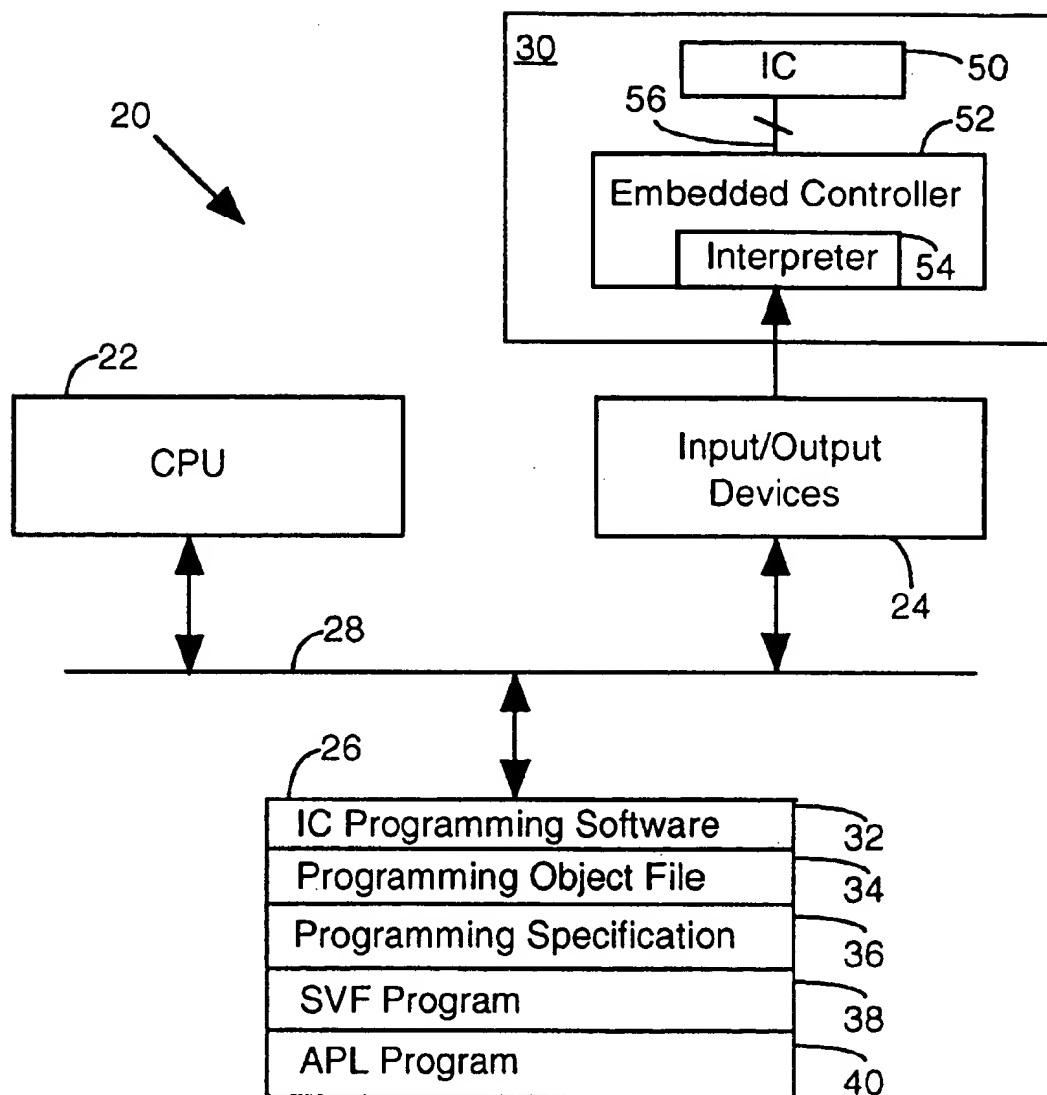 30
IC
50
56
20
52
Embedded Controller
Interpreter
54
22
CPU
Input/Output
Devices
24
28
26
IC Programming Software
32
Programming Object File
34
Programming Specification
36
SVF Program
38
APL Program
40